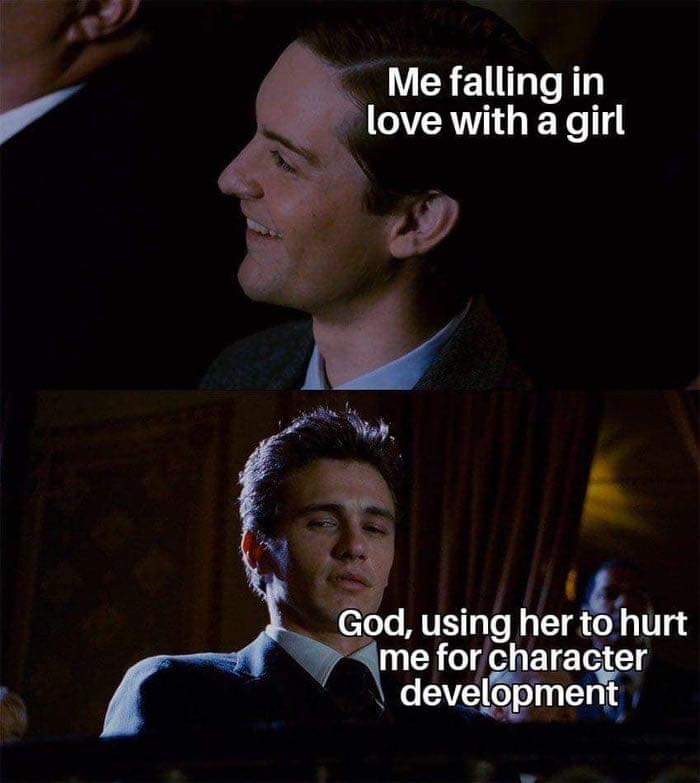 Me falling in
love with a girl
God, using her to hurt
me for character
development